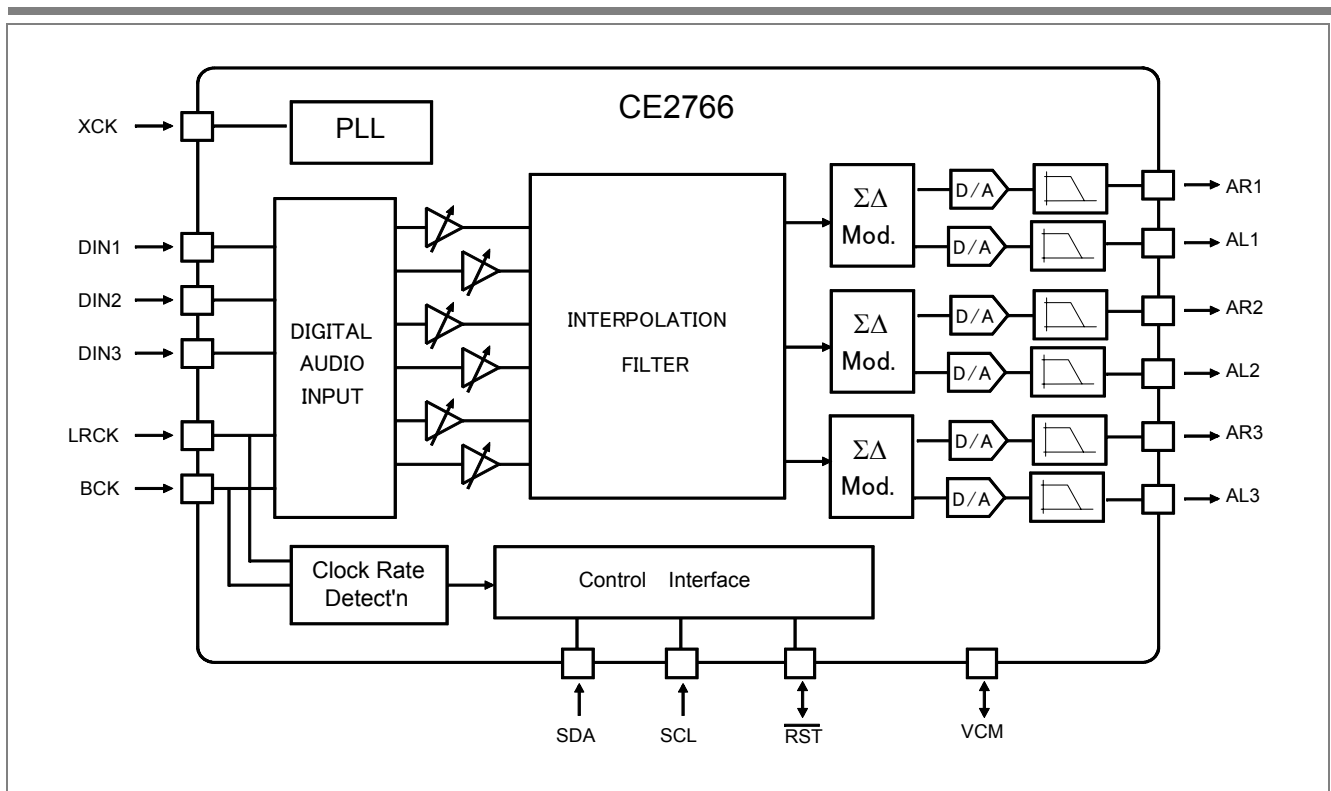 CE2766
XCK
PLL
DIN1
DIN2
DIN3
LRCK
BCK
DIGITAL
AUDIO
INPUT
INTERPOLATION
FILTER
ΣΔ
Mod.
D/A
D/A
AR1
AL1
ΣΔ
Mod.
D/A
D/A
AR2
AL2
ΣΔ
Mod.
D/A
D/A
AR3
AL3
Clock Rate
Detect'n
Control Interface
SDA
SCL
RST
VCM